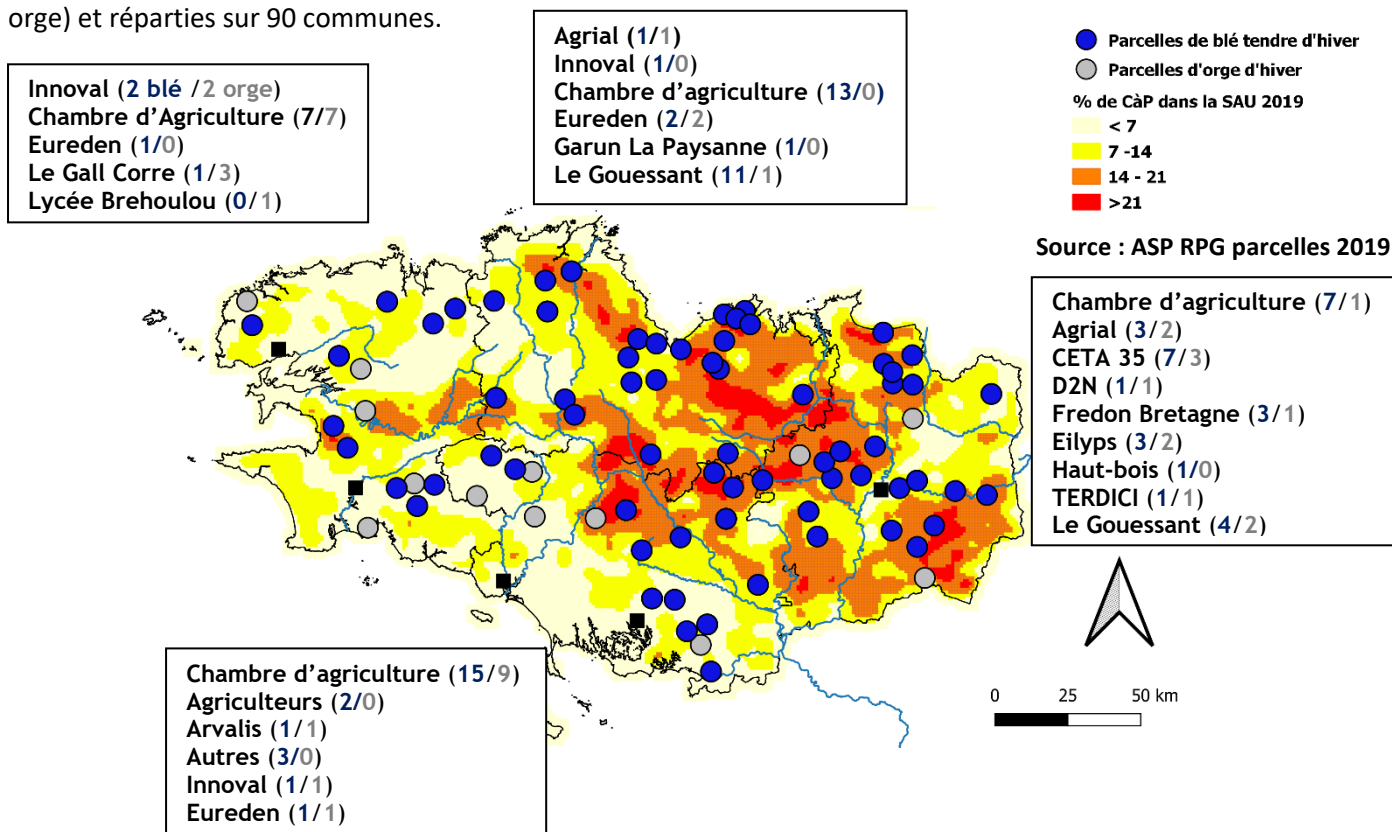 orge) et réparties sur 90 communes.
Innoval (2 blé /2 orge)
Chambre d’Agriculture (7/7)
Eureden (1/0)
Le Gall Corre (1/3)
Lycée Brehoulou (0/1)
Agrial (1/1)
Innoval (1/0)
Chambre d’agriculture (13/0)
Eureden (2/2)
Garun La Paysanne (1/0)
Le Gouessant (11/1)
Parcelles de blé tendre d'hiver
Parcelles d'orge d'hiver
% de CàP dans la SAU 2019
< 7
7 -14
14 - 21
>21
Source : ASP RPG parcelles 2019
Chambre d’agriculture (7/1)
Agrial (3/2)
CETA 35 (7/3)
D2N (1/1)
Fredon Bretagne (3/1)
Eilyps (3/2)
Haut-bois (1/0)
TERDICI (1/1)
Le Gouessant (4/2)
Chambre d’agriculture (15/9)
Agriculteurs (2/0)
Arvalis (1/1)
Autres (3/0)
Innoval (1/1)
Eureden (1/1)
0 25 50 km